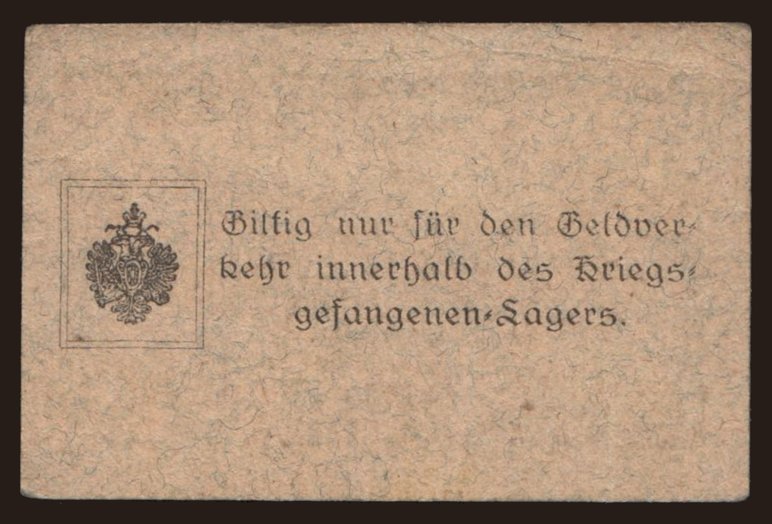 Giltig nur für den Geldver-
kehr innerhalb des Kriegs-
gefangenen-Lagers.